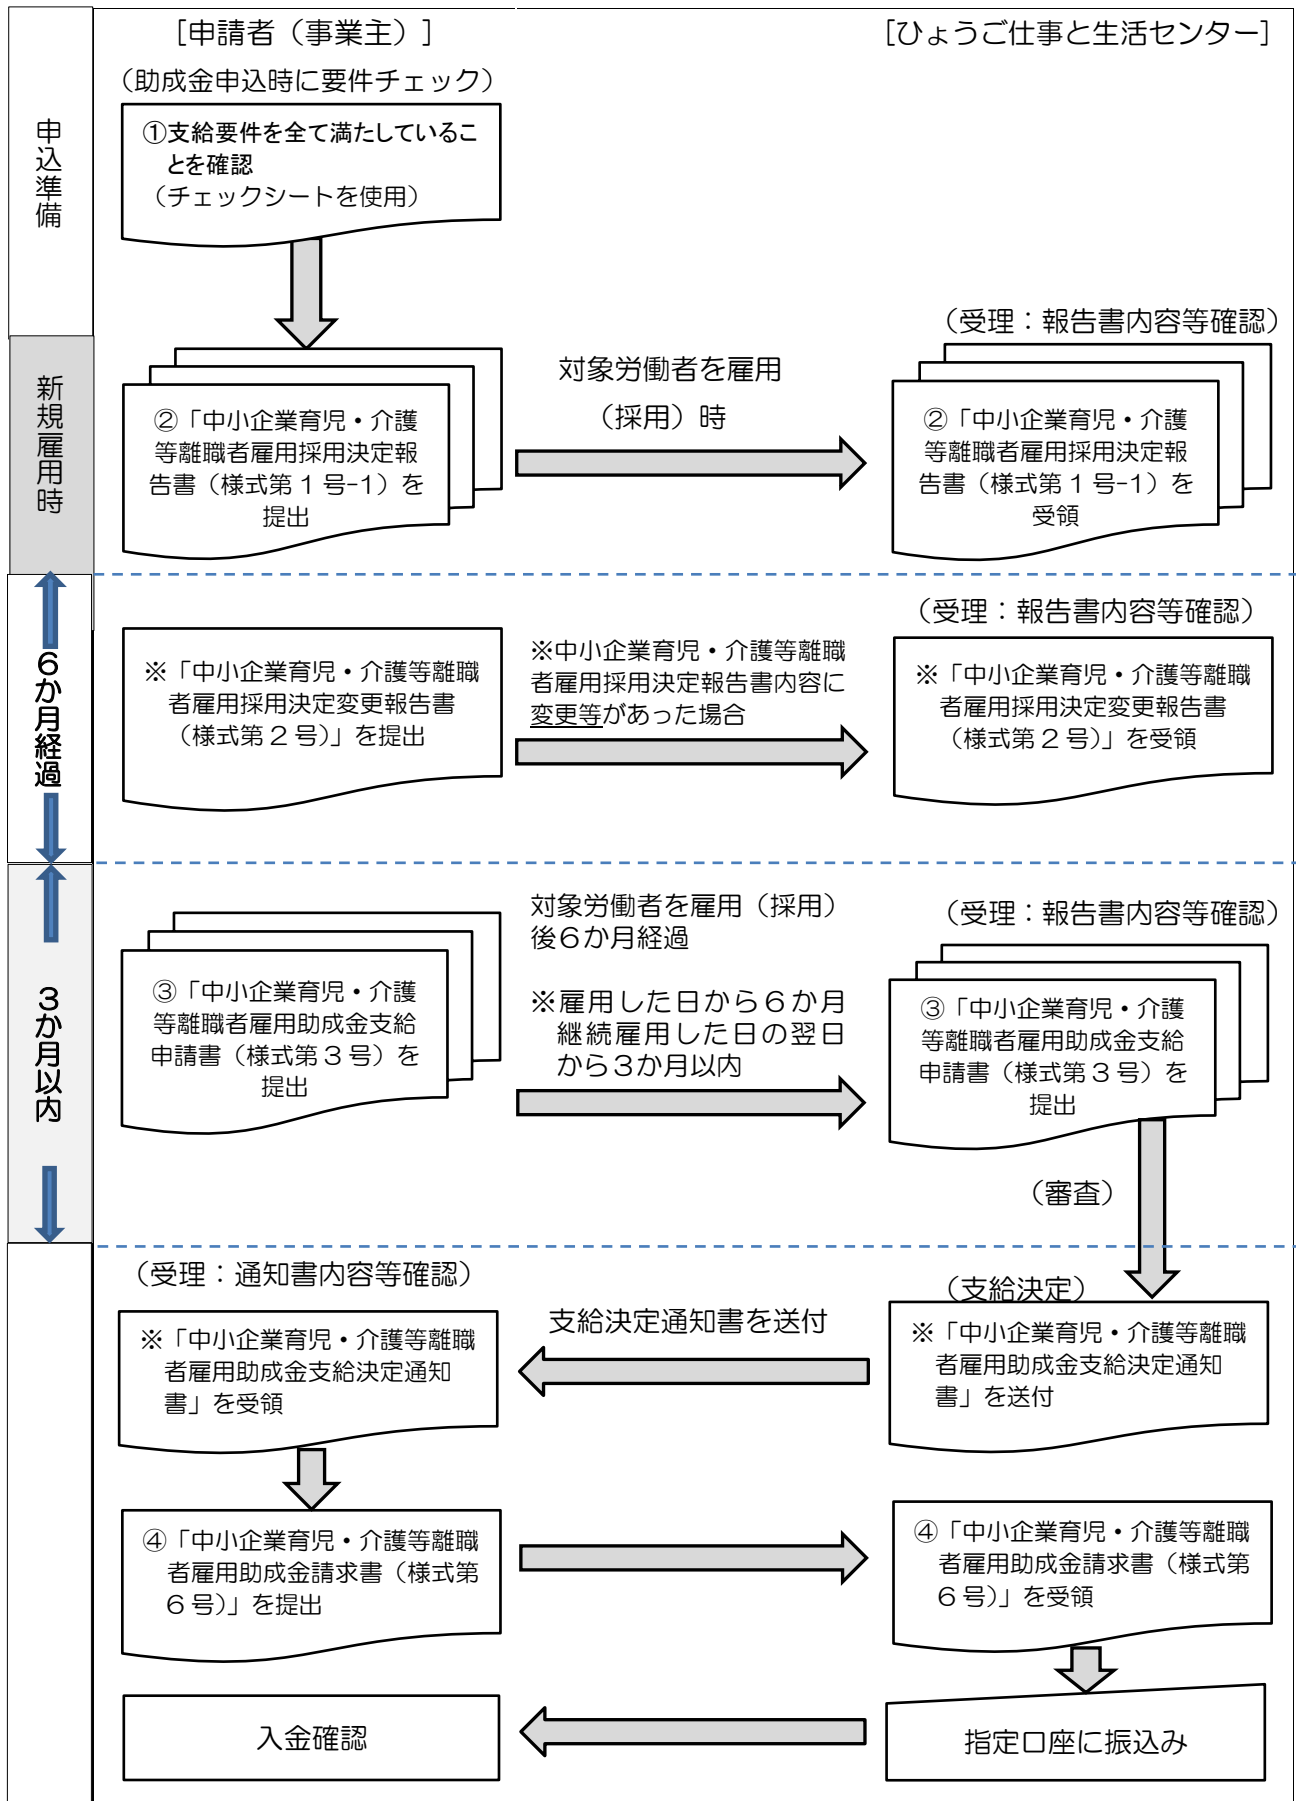 [申請者（事業主）]
[ひょうご仕事と生活センター]
（助成金申込時に要件チェック）
申込準備
①支給要件を全て満たしているこ
とを確認
（チェックシートを使用）
（受理：報告書内容等確認）
新規雇用時
②「中小企業育児・介護
等離職者雇用採用決定報
告書（様式第１号-1）を
提出
対象労働者を雇用
（採用）時
②「中小企業育児・介護
等離職者雇用採用決定報
告書（様式第１号-1）を
受領
６か月経過
※「中小企業育児・介護等離職
者雇用採用決定変更報告書
（様式第２号）」を提出
※中小企業育児・介護等離職
者雇用採用決定報告書内容に
変更等があった場合
（受理：報告書内容等確認）
※「中小企業育児・介護等離職
者雇用採用決定変更報告書
（様式第２号）」を受領
３か月以内
③「中小企業育児・介護
等離職者雇用助成金支給
申請書（様式第３号）を
提出
対象労働者を雇用（採用）
後６か月経過
※雇用した日から６か月
継続雇用した日の翌日
から３か月以内
（受理：報告書内容等確認）
③「中小企業育児・介護
等離職者雇用助成金支給
申請書（様式第３号）を
提出
（審査）
（受理：通知書内容等確認）
（支給決定）
※「中小企業育児・介護等離職
者雇用助成金支給決定通知
書」を受領
支給決定通知書を送付
※「中小企業育児・介護等離職
者雇用助成金支給決定通知
書」を送付
④「中小企業育児・介護等離職
者雇用助成金請求書（様式第
６号）」を提出
④「中小企業育児・介護等離職
者雇用助成金請求書（様式第
６号）」を受領
入金確認
指定口座に振込み